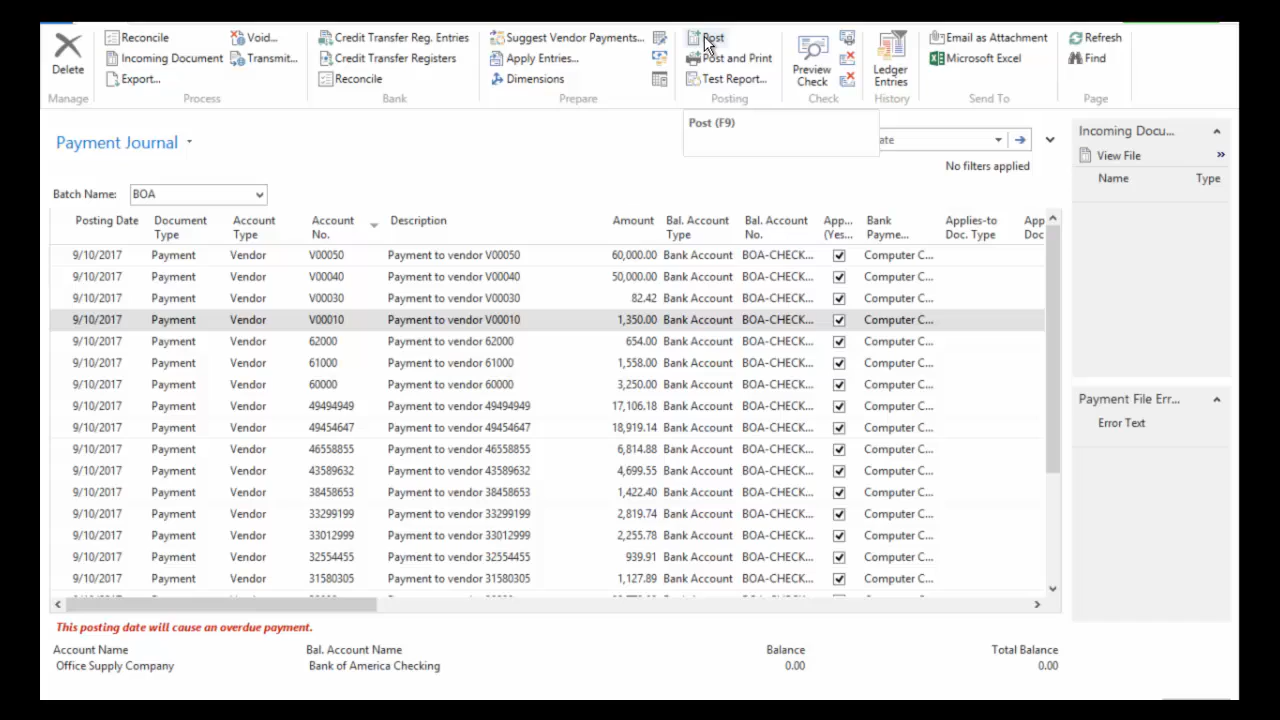 Delete
Manage
Reconcile
Void...
Incoming Document
Transmit...
Export...
Process
Credit Transfer Reg. Entries
Credit Transfer Registers
Reconcile
Bank
Suggest Vendor Payments...
Apply Entries...
Dimensions
Prepare
Post
Post and Print
Test Report...
Posting
Preview
Check
Check
Ledger
Entries
History
Email as Attachment
Microsoft Excel
Send To
Refresh
Find
Page
Post (F9)
Payment Journal
No filters applied
Batch Name: BOA
Posting Date Document Type Account Type Account No. Description Amount Bal. Account Type Bal. Account No. App... (Yes... Bank Payme... Applies-to Doc. Type App Doc
9/10/2017 Payment Vendor V00050 Payment to vendor V00050 60,000.00 Bank Account BOA-CHECK... Computer C...
9/10/2017 Payment Vendor V00040 Payment to vendor V00040 50,000.00 Bank Account BOA-CHECK... Computer C...
9/10/2017 Payment Vendor V00030 Payment to vendor V00030 82.42 Bank Account BOA-CHECK... Computer C...
9/10/2017 Payment Vendor V00010 Payment to vendor V00010 1,350.00 Bank Account BOA-CHECK... Computer C...
9/10/2017 Payment Vendor 62000 Payment to vendor 62000 654.00 Bank Account BOA-CHECK... Computer C...
9/10/2017 Payment Vendor 61000 Payment to vendor 61000 1,558.00 Bank Account BOA-CHECK... Computer C...
9/10/2017 Payment Vendor 60000 Payment to vendor 60000 3,250.00 Bank Account BOA-CHECK... Computer C...
9/10/2017 Payment Vendor 49494949 Payment to vendor 49494949 17,106.18 Bank Account BOA-CHECK... Computer C...
9/10/2017 Payment Vendor 49454647 Payment to vendor 49454647 18,919.14 Bank Account BOA-CHECK... Computer C...
9/10/2017 Payment Vendor 46558855 Payment to vendor 46558855 6,814.88 Bank Account BOA-CHECK... Computer C...
9/10/2017 Payment Vendor 43589632 Payment to vendor 43589632 4,699.55 Bank Account BOA-CHECK... Computer C...
9/10/2017 Payment Vendor 38458653 Payment to vendor 38458653 1,422.40 Bank Account BOA-CHECK... Computer C...
9/10/2017 Payment Vendor 33299199 Payment to vendor 33299199 2,819.74 Bank Account BOA-CHECK... Computer C...
9/10/2017 Payment Vendor 33012999 Payment to vendor 33012999 2,255.78 Bank Account BOA-CHECK... Computer C...
9/10/2017 Payment Vendor 32554455 Payment to vendor 32554455 939.91 Bank Account BOA-CHECK... Computer C...
9/10/2017 Payment Vendor 31580305 Payment to vendor 31580305 1,127.89 Bank Account BOA-CHECK... Computer C...
This posting date will cause an overdue payment.
Account Name Bal. Account Name Balance Total Balance
Office Supply Company Bank of America Checking 0.00 0.00
Incoming Docu...
View File
Name Type
Payment File Err...
Error Text